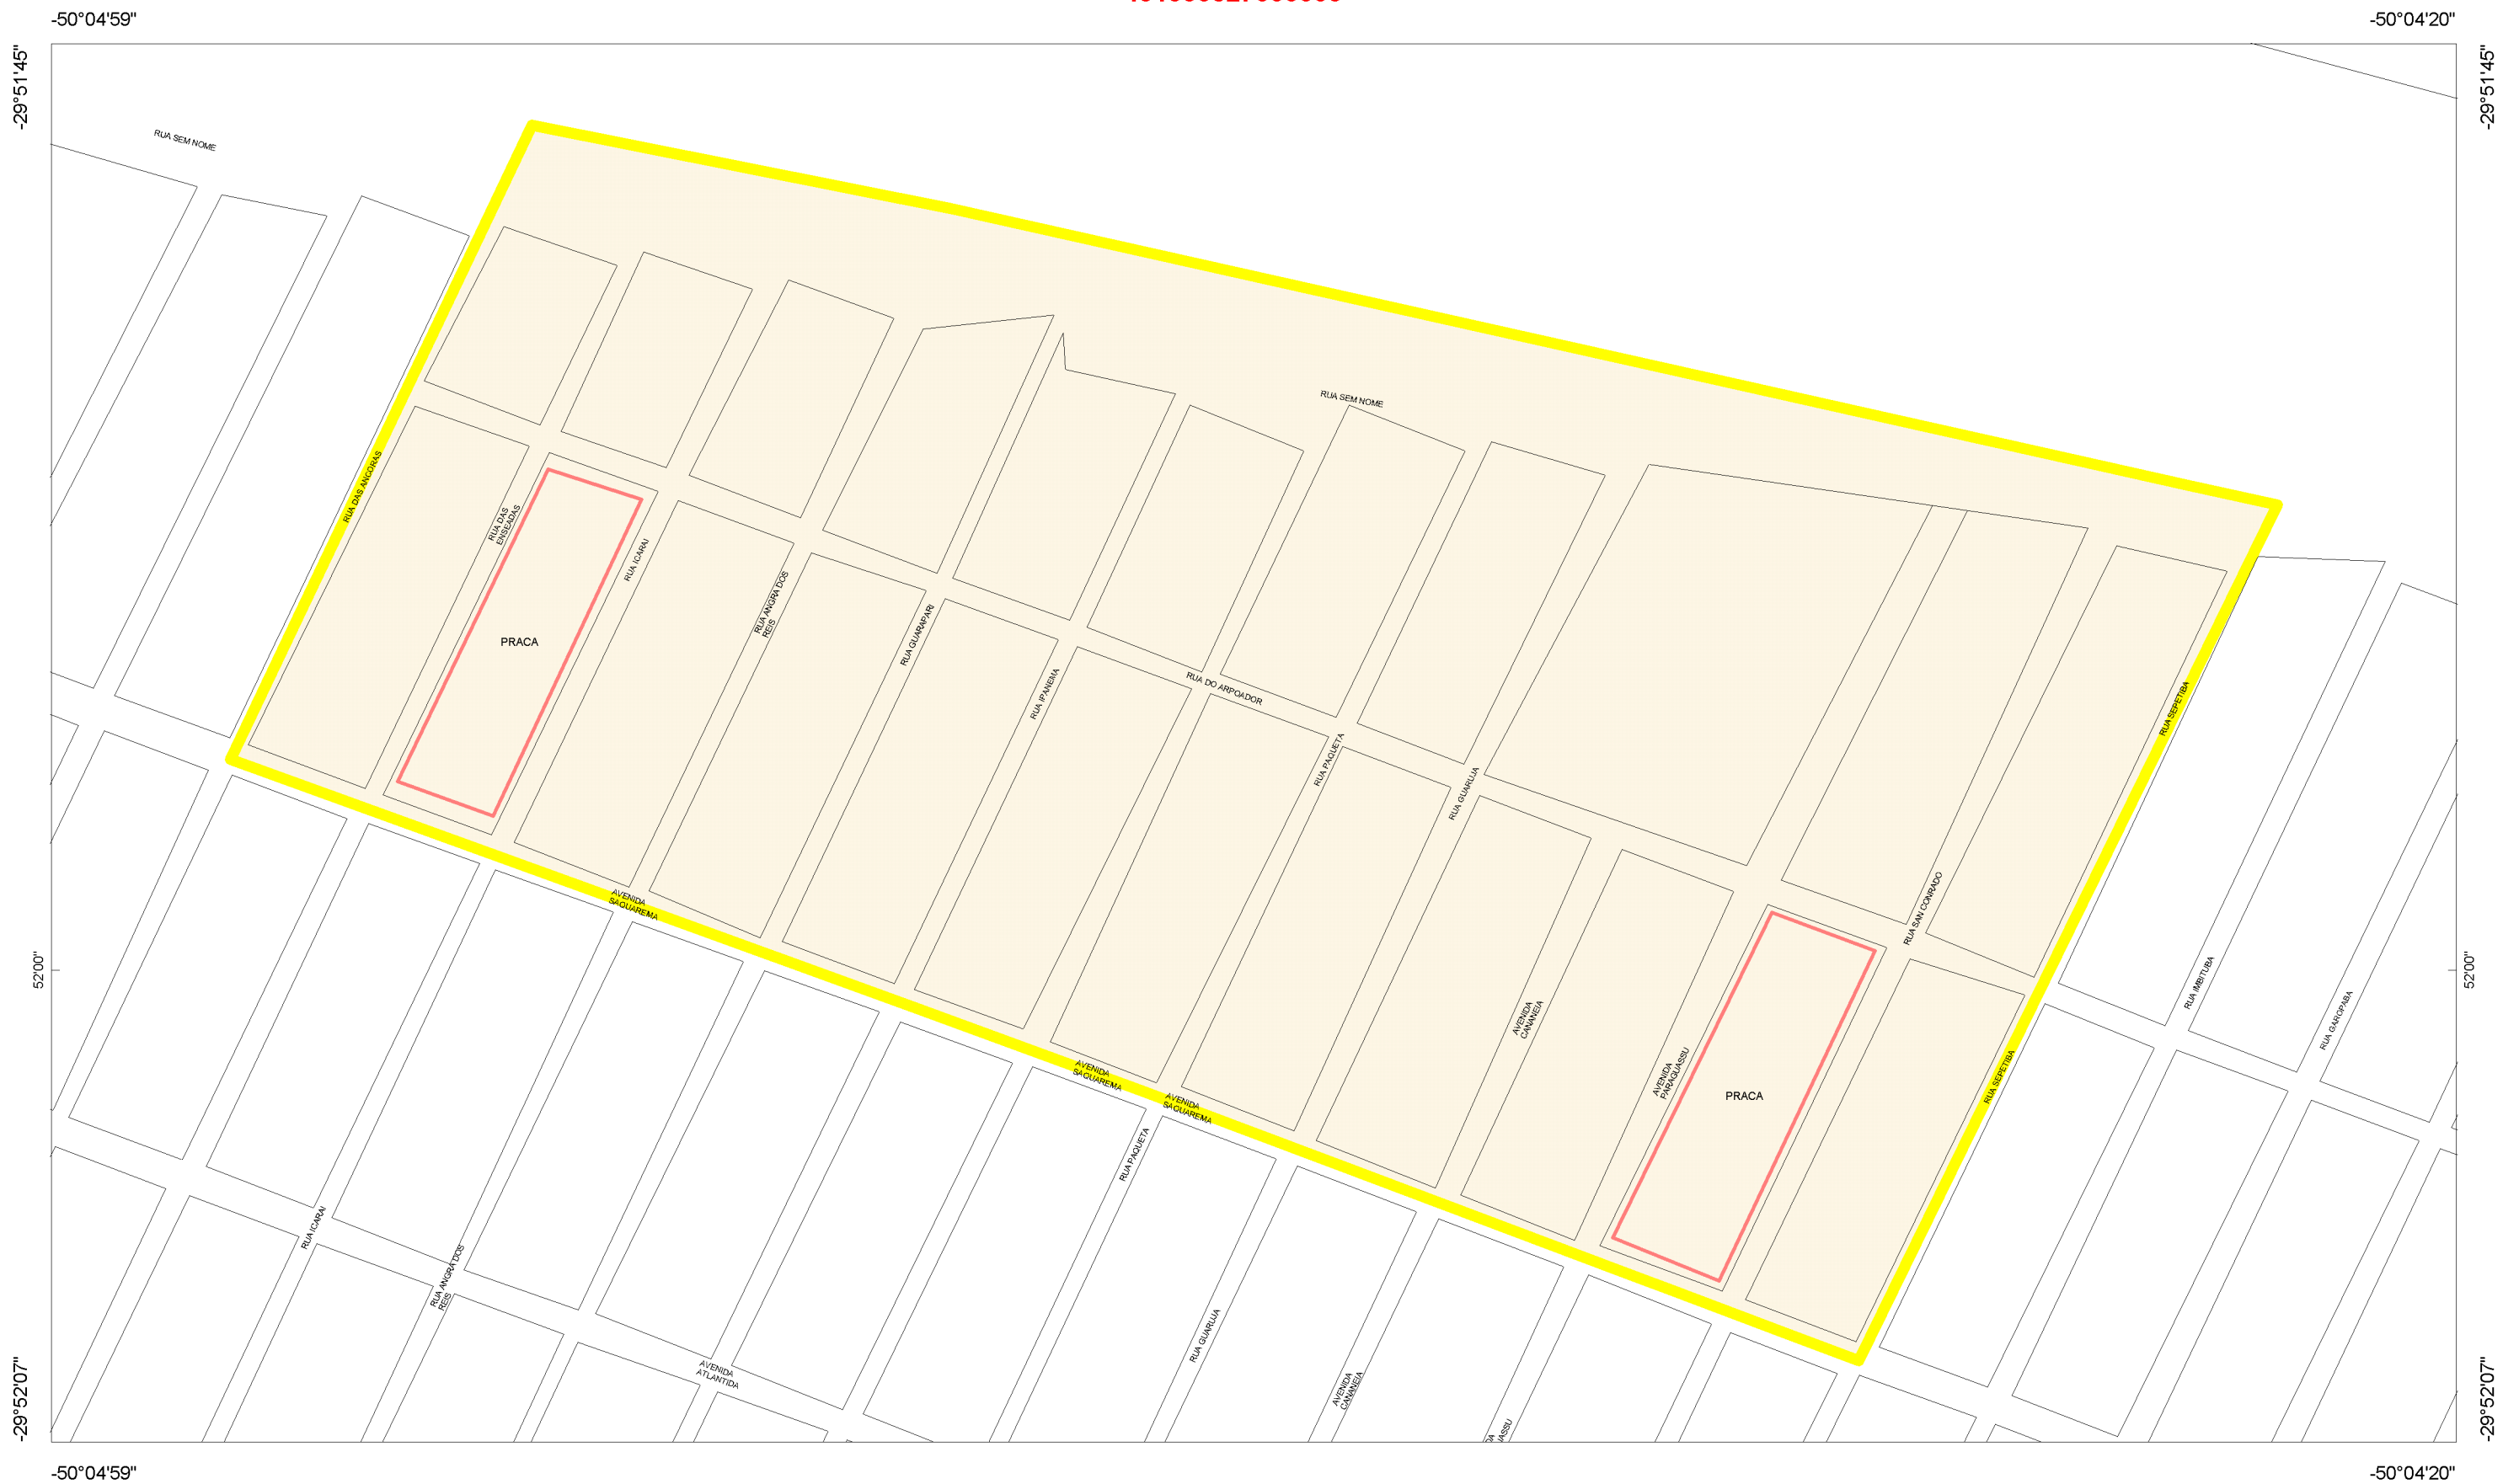 -50°04'59"
-50°04'20"
-29°51'45"
-29°51'45"
RUA SEM NOME
RUA SEM NOME
RUA DAS ANCORAS
RUA DAS
ENSEADAS
RUA ICARAI
RUA ANGRA DOS
REIS
RUA GUARAPARI
PRACA
RUA IPANEMA
RUA DO ARPOADOR
RUA PAQUETA
RUA GUARUJA
RUA SEPETIBA
AVENIDA
SAQUAREMA
RUA SAN CONRADO
52'00"
52'00"
RUA IMBITUBA
RUA GAROPABA
AVENIDA
CANANEIA
AVENIDA
PARAGUASSU
PRACA
RUA SEPETIBA
AVENIDA
SAQUAREMA
AVENIDA
SAQUAREMA
RUA PAQUETA
RUA ICARAI
RUA ANGRA DOS
REIS
RUA GUARUJA
AVENIDA
ATLANTIDA
AVENIDA
CANANEIA
-29°52'07"
-29°52'07"
-50°04'59"
-50°04'20"